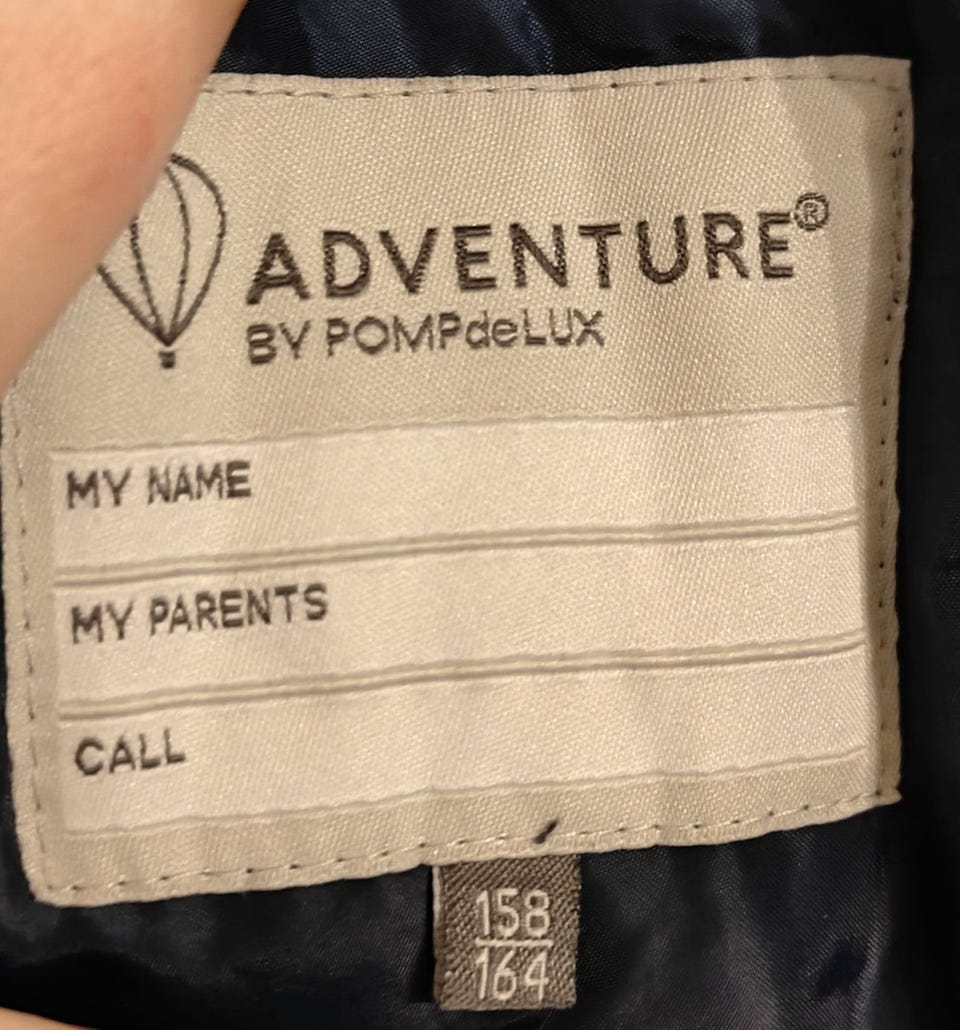 ADVENTURE®
BY POMPdeLUX
MY NAME
MY PARENTS
CALL
158
164